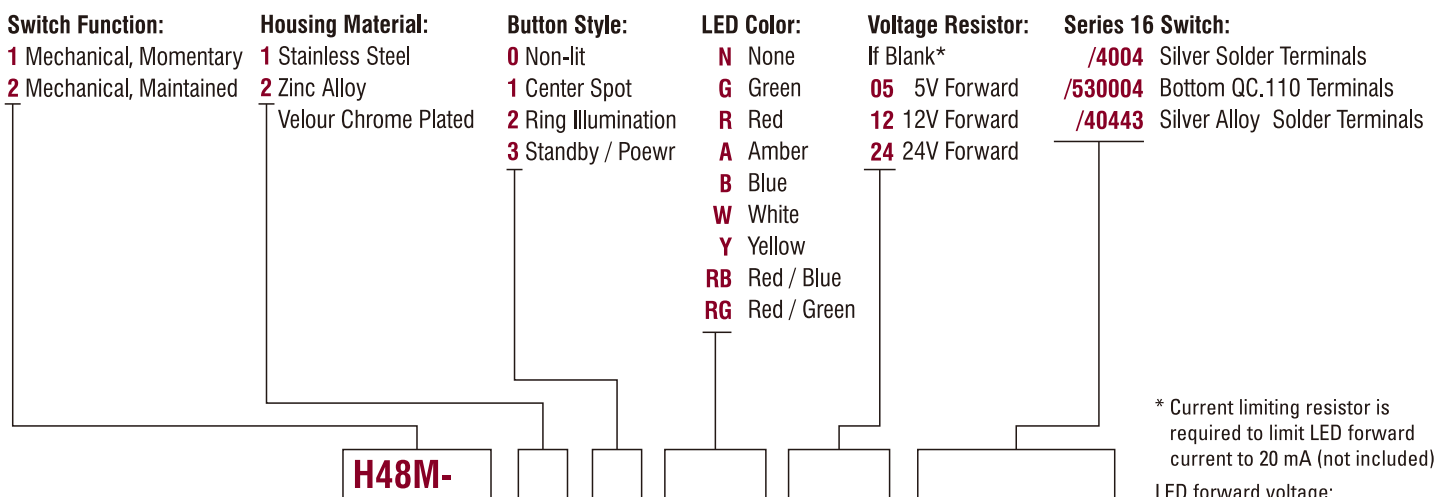 Switch Function:
1 Mechanical, Momentary
2 Mechanical, Maintained
Housing Material:
1 Stainless Steel
2 Zinc Alloy
Velour Chrome Plated
Button Style:
0 Non-lit
1 Center Spot
2 Ring Illumination
3 Standby / Poewr
LED Color:
N None
G Green
R Red
A Amber
B Blue
W White
Y Yellow
RB Red / Blue
RG Red / Green
Voltage Resistor:
If Blank*
05 5V Forward
12 12V Forward
24 24V Forward
Series 16 Switch:
/4004 Silver Solder Terminals
/530004 Bottom QC.110 Terminals
/40443 Silver Alloy Solder Terminals
H48M-
* Current limiting resistor is
required to limit LED forward
current to 20 mA (not included)
LED forward voltage: